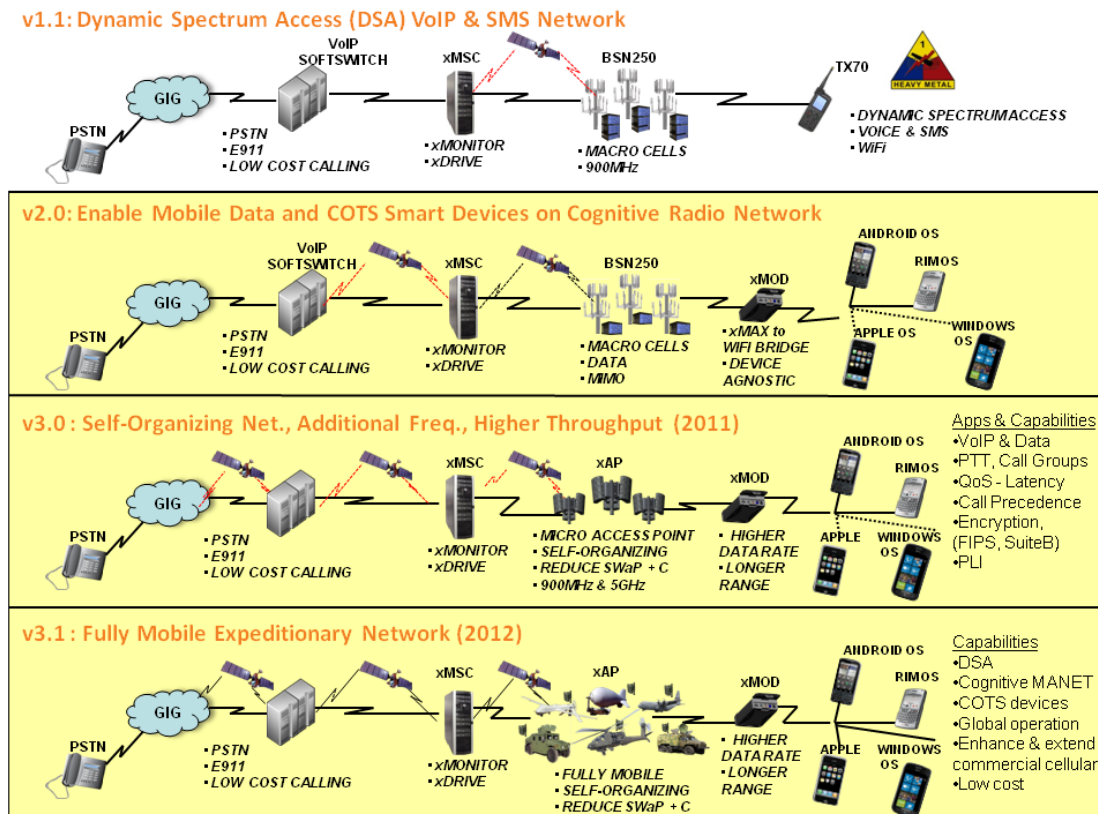 v1.1: Dynamic Spectrum Access (DSA) VoIP & SMS Network
PSTN
GIG
VoIP
SOFTSWITCH
▪ PSTN
▪ E911
▪ LOW COST CALLING
xMSC
▪ xMONITOR
▪ xDRIVE
BSN250
▪ MACRO CELLS
▪ 900MHz
TX70
1
HEAVY METAL
▪ DYNAMIC SPECTRUM ACCESS
▪ VOICE & SMS
▪ WiFi
v2.0: Enable Mobile Data and COTS Smart Devices on Cognitive Radio Network
PSTN
GIG
VoIP
SOFTSWITCH
▪ PSTN
▪ E911
▪ LOW COST CALLING
xMSC
▪ xMONITOR
▪ xDRIVE
BSN250
▪ MACRO CELLS
▪ DATA
▪ MIMO
xMOD
▪ xMAX to
WIFI BRIDGE
▪ DEVICE
AGNOSTIC
ANDROID OS
RIMOS
APPLE OS
WINDOWS
OS
v3.0 : Self-Organizing Net., Additional Freq., Higher Throughput (2011)
PSTN
GIG
▪ PSTN
▪ E911
▪ LOW COST CALLING
xMSC
▪ xMONITOR
▪ xDRIVE
xAP
▪ MICRO ACCESS POINT
▪ SELF-ORGANIZING
▪ REDUCE SWaP + C
▪ 900MHz & 5GHz
xMOD
▪ HIGHER
DATA RATE
▪ LONGER
RANGE
ANDROID OS
RIMOS
APPLE
WINDOWS
OS
Apps & Capabilities
•VoIP & Data
•PTT, Call Groups
•QoS - Latency
•Call Precedence
•Encryption,
(FIPS, SuiteB)
•PLI
v3.1 : Fully Mobile Expeditionary Network (2012)
PSTN
GIG
▪ PSTN
▪ E911
▪ LOW COST CALLING
xMSC
▪ xMONITOR
▪ xDRIVE
xAP
▪ FULLY MOBILE
▪ SELF-ORGANIZING
▪ REDUCE SWaP + C
xMOD
▪ HIGHER
DATA RATE
▪ LONGER
RANGE
ANDROID OS
RIMOS
APPLE
WINDOWS
OS
Capabilities
•DSA
•Cognitive MANET
•COTS devices
•Global operation
•Enhance & extend
commercial cellular
•Low cost